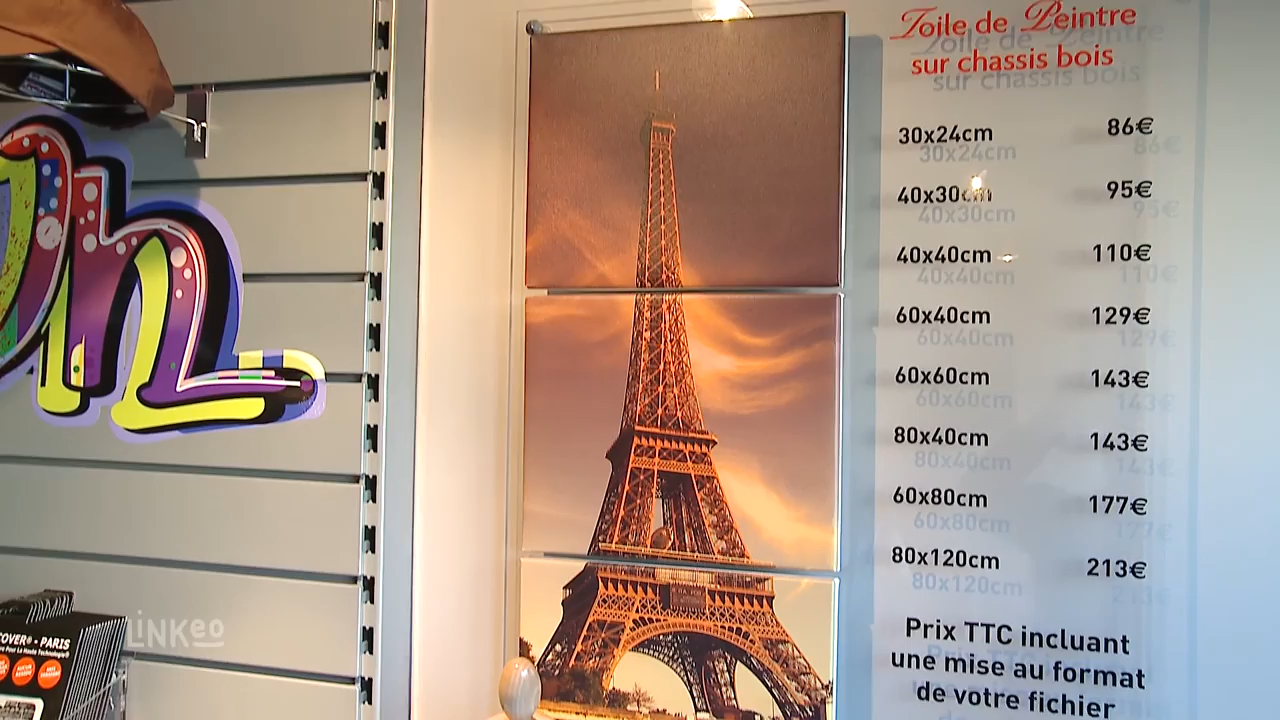 Toile de Peintre
sur chassis bois
30x24cm 86€
40x30cm 95€
40x40cm 110€
60x40cm 129€
60x60cm 143€
80x40cm 143€
60x80cm 177€
80x120cm 213€
Prix TTC incluant
une mise au format
de votre fichier
LINKeo
COVER® - PARIS